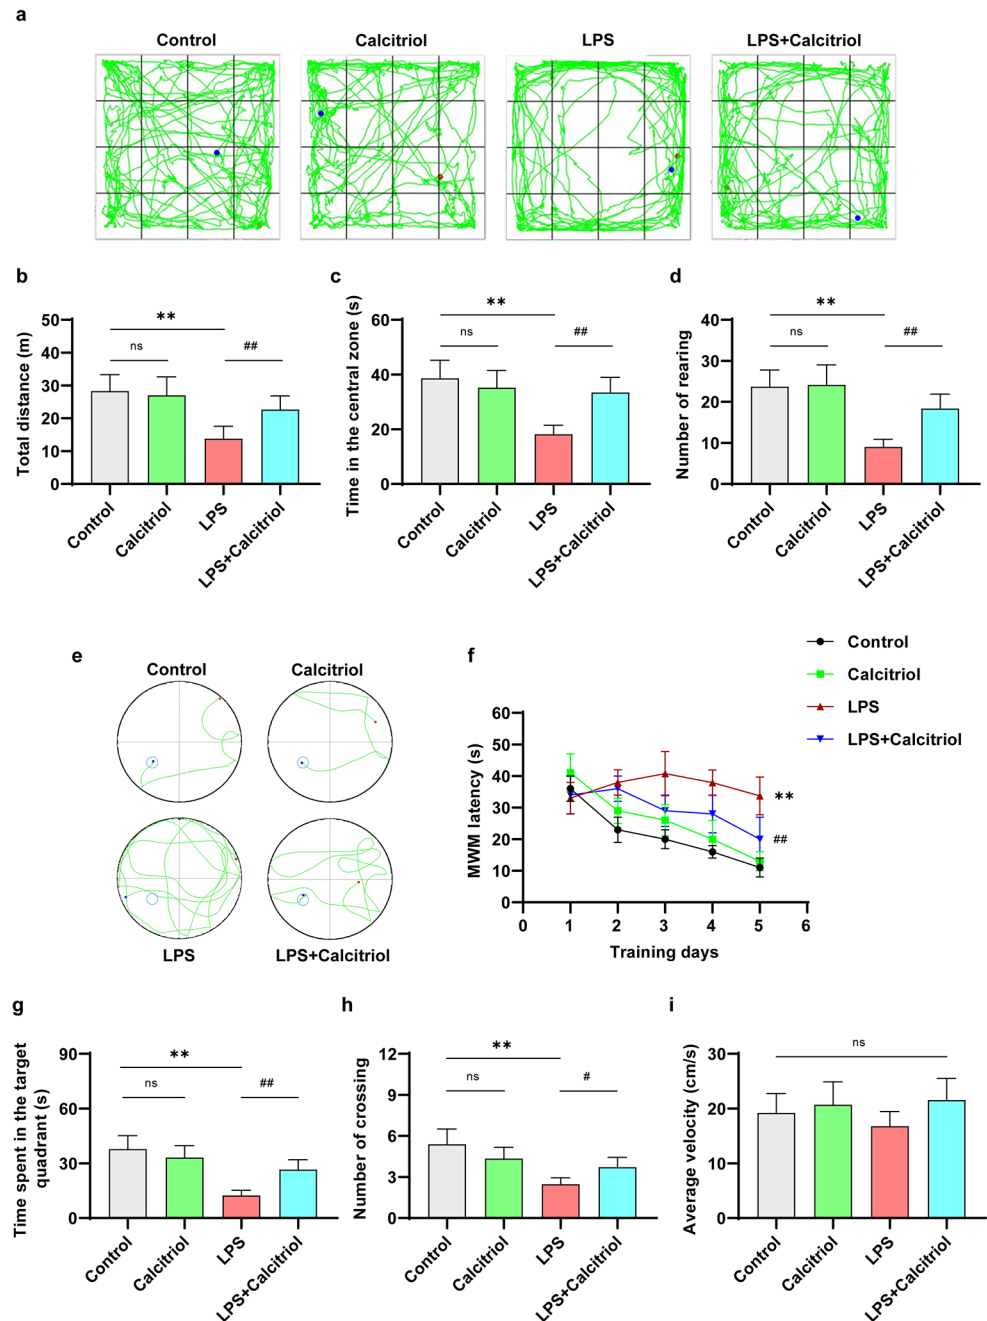 a
Control
Calcitriol
LPS
LPS+Calcitriol
b
Total distance (m)
50
40
30
20
10
0
**
ns
##
Control
Calcitriol
LPS
LPS+Calcitriol
c
Time in the central zone (s)
60
40
20
0
**
ns
##
Control
Calcitriol
LPS
LPS+Calcitriol
d
Number of rearing
40
30
20
10
0
**
ns
##
Control
Calcitriol
LPS
LPS+Calcitriol
e
Control
Calcitriol
LPS
LPS+Calcitriol
f
Control
Calcitriol
LPS
LPS+Calcitriol
MWM latency (s)
60
50
40
30
20
10
0
**
##
0
1
2
3
4
5
6
Training days
g
Time spent in the target
quadrant (s)
90
60
30
0
**
ns
##
Control
Calcitriol
LPS
LPS+Calcitriol
h
Number of crossing
12
9
6
3
0
**
ns
#
Control
Calcitriol
LPS
LPS+Calcitriol
i
Average velocity (cm/s)
30
20
10
0
ns
Control
Calcitriol
LPS
LPS+Calcitriol